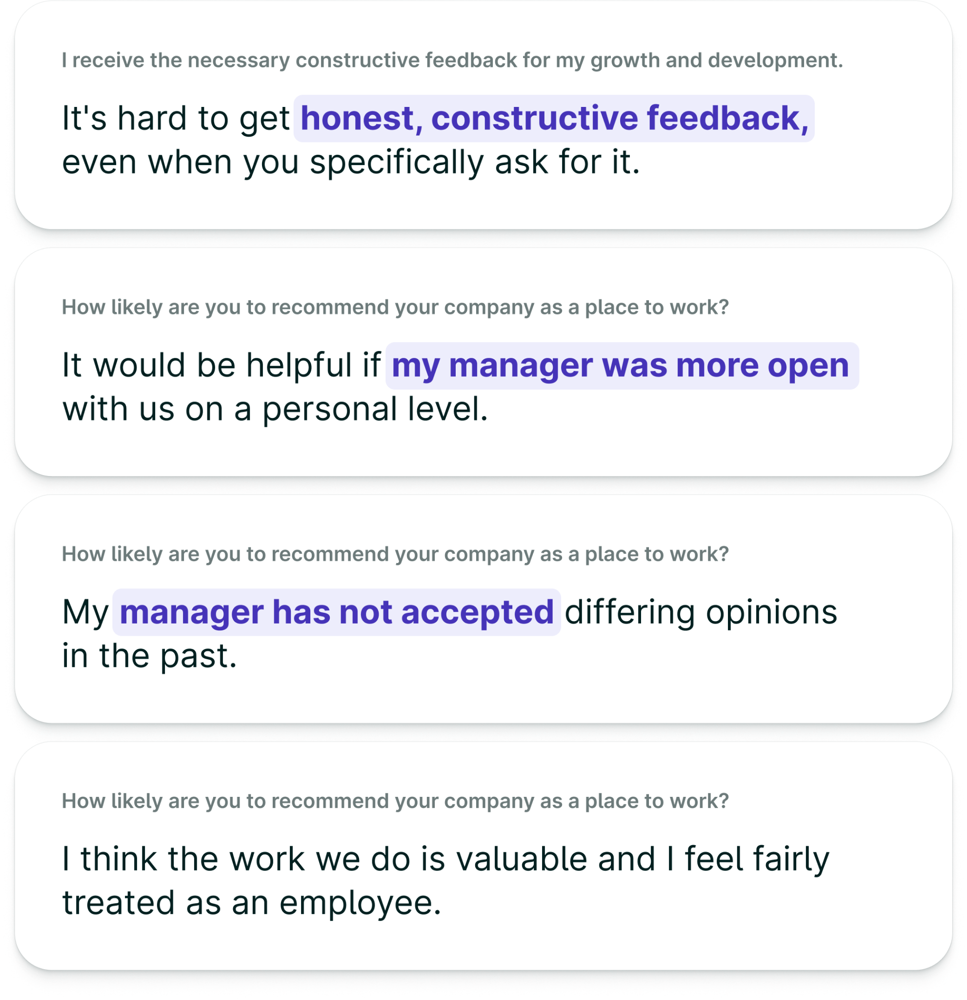 I receive the necessary constructive feedback for my growth and development.
It's hard to get honest, constructive feedback,
even when you specifically ask for it.
How likely are you to recommend your company as a place to work?
It would be helpful if my manager was more open
with us on a personal level.
How likely are you to recommend your company as a place to work?
My manager has not accepted differing opinions
in the past.
How likely are you to recommend your company as a place to work?
I think the work we do is valuable and I feel fairly
treated as an employee.